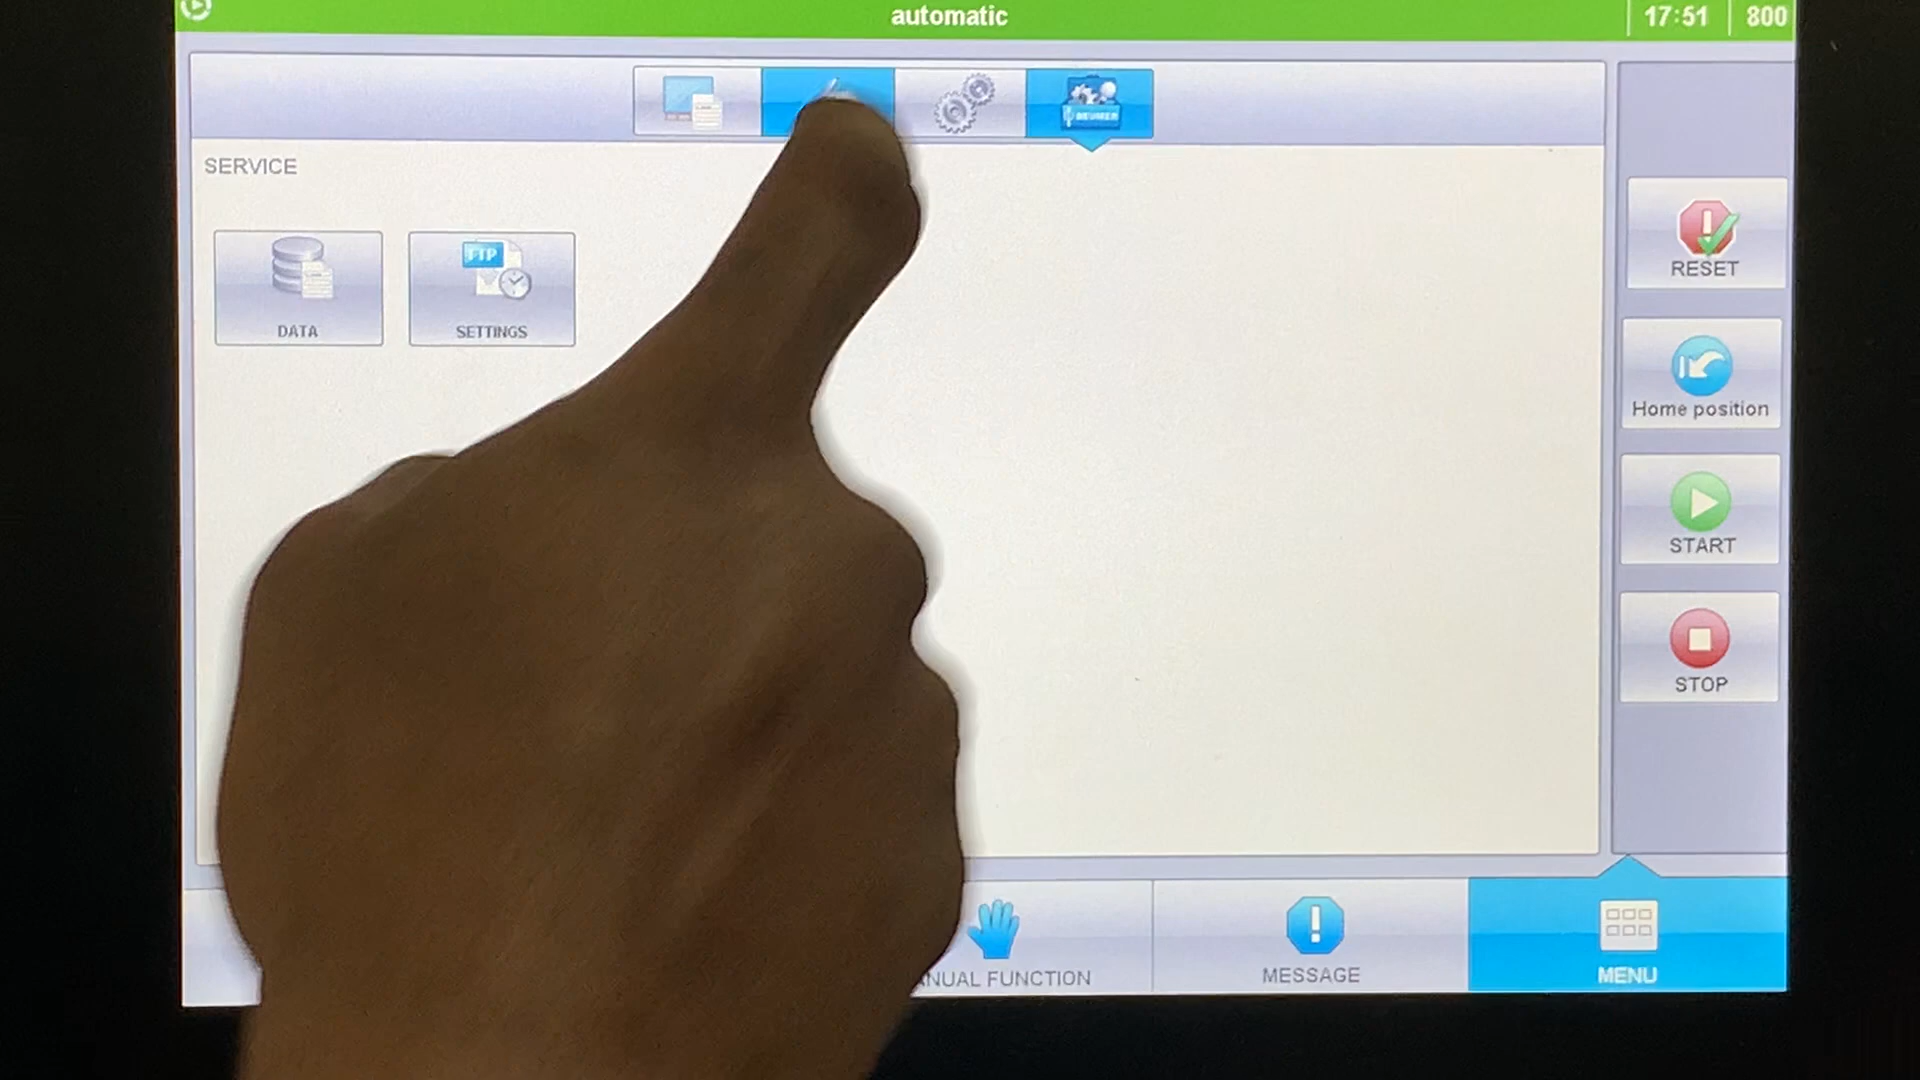 automatic
17:51
800
SERVICE
DATA
FTP
SETTINGS
RESET
Home position
START
STOP
NUAL FUNCTION
MESSAGE
MENU